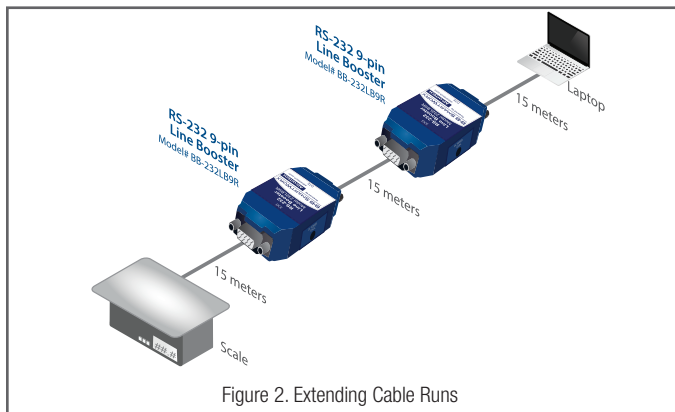 RS-232 9-pin
Line Booster
Model# BB-232LB9R
Laptop
15 meters
RS-232 9-pin
Line Booster
Model# BB-232LB9R
15 meters
15 meters
Scale
##.#
Figure 2. Extending Cable Runs